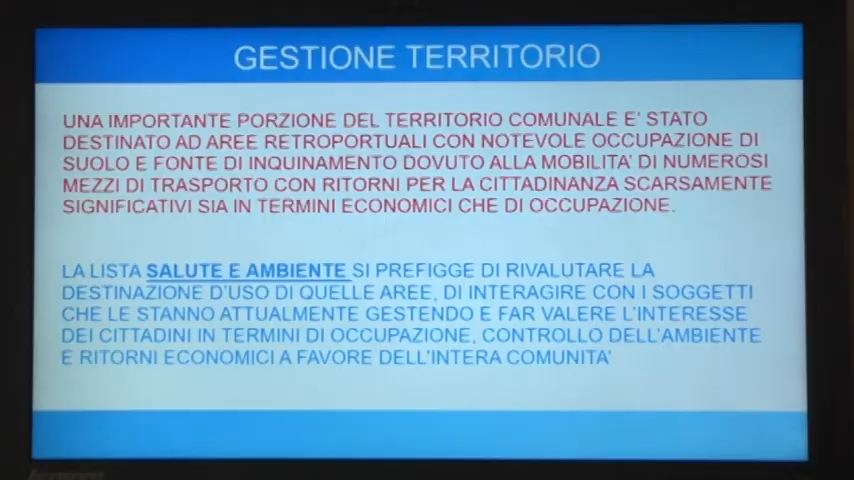 GESTIONE TERRITORIO
UNA IMPORTANTE PORZIONE DEL TERRITORIO COMUNALE E' STATO
DESTINATO AD AREE RETROPORTUALI CON NOTEVOLE OCCUPAZIONE DI
SUOLO E FONTE DI INQUINAMENTO DOVUTO ALLA MOBILITA' DI NUMEROSI
MEZZI DI TRASPORTO CON RITORNI PER LA CITTADINANZA SCARSAMENTE
SIGNIFICATIVI SIA IN TERMINI ECONOMICI CHE DI OCCUPAZIONE.
LA LISTA SALUTE E AMBIENTE SI PREFIGGE DI RIVALUTARE LA
DESTINAZIONE D'USO DI QUELLE AREE, DI INTERAGIRE CON I SOGGETTI
CHE LE STANNO ATTUALMENTE GESTENDO E FAR VALERE L'INTERESSE
DEI CITTADINI IN TERMINI DI OCCUPAZIONE, CONTROLLO DELL'AMBIENTE
E RITORNI ECONOMICI A FAVORE DELL'INTERA COMUNITA'